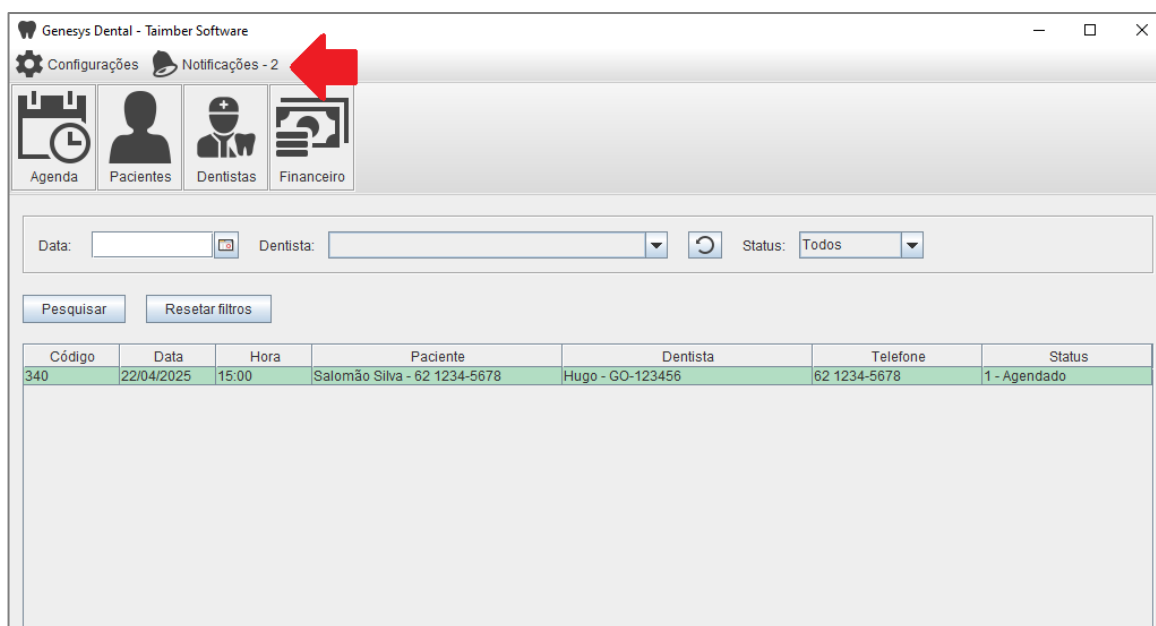 Genesys Dental - Taimber Software
Configurações Notificações - 2
Agenda Pacientes Dentistas Financeiro
Data: Dentista: Status: Todos
Pesquisar Resetar filtros
Código Data Hora Paciente Dentista Telefone Status
340 22/04/2025 15:00 Salomão Silva - 62 1234-5678 Hugo - GO-123456 62 1234-5678 1 - Agendado